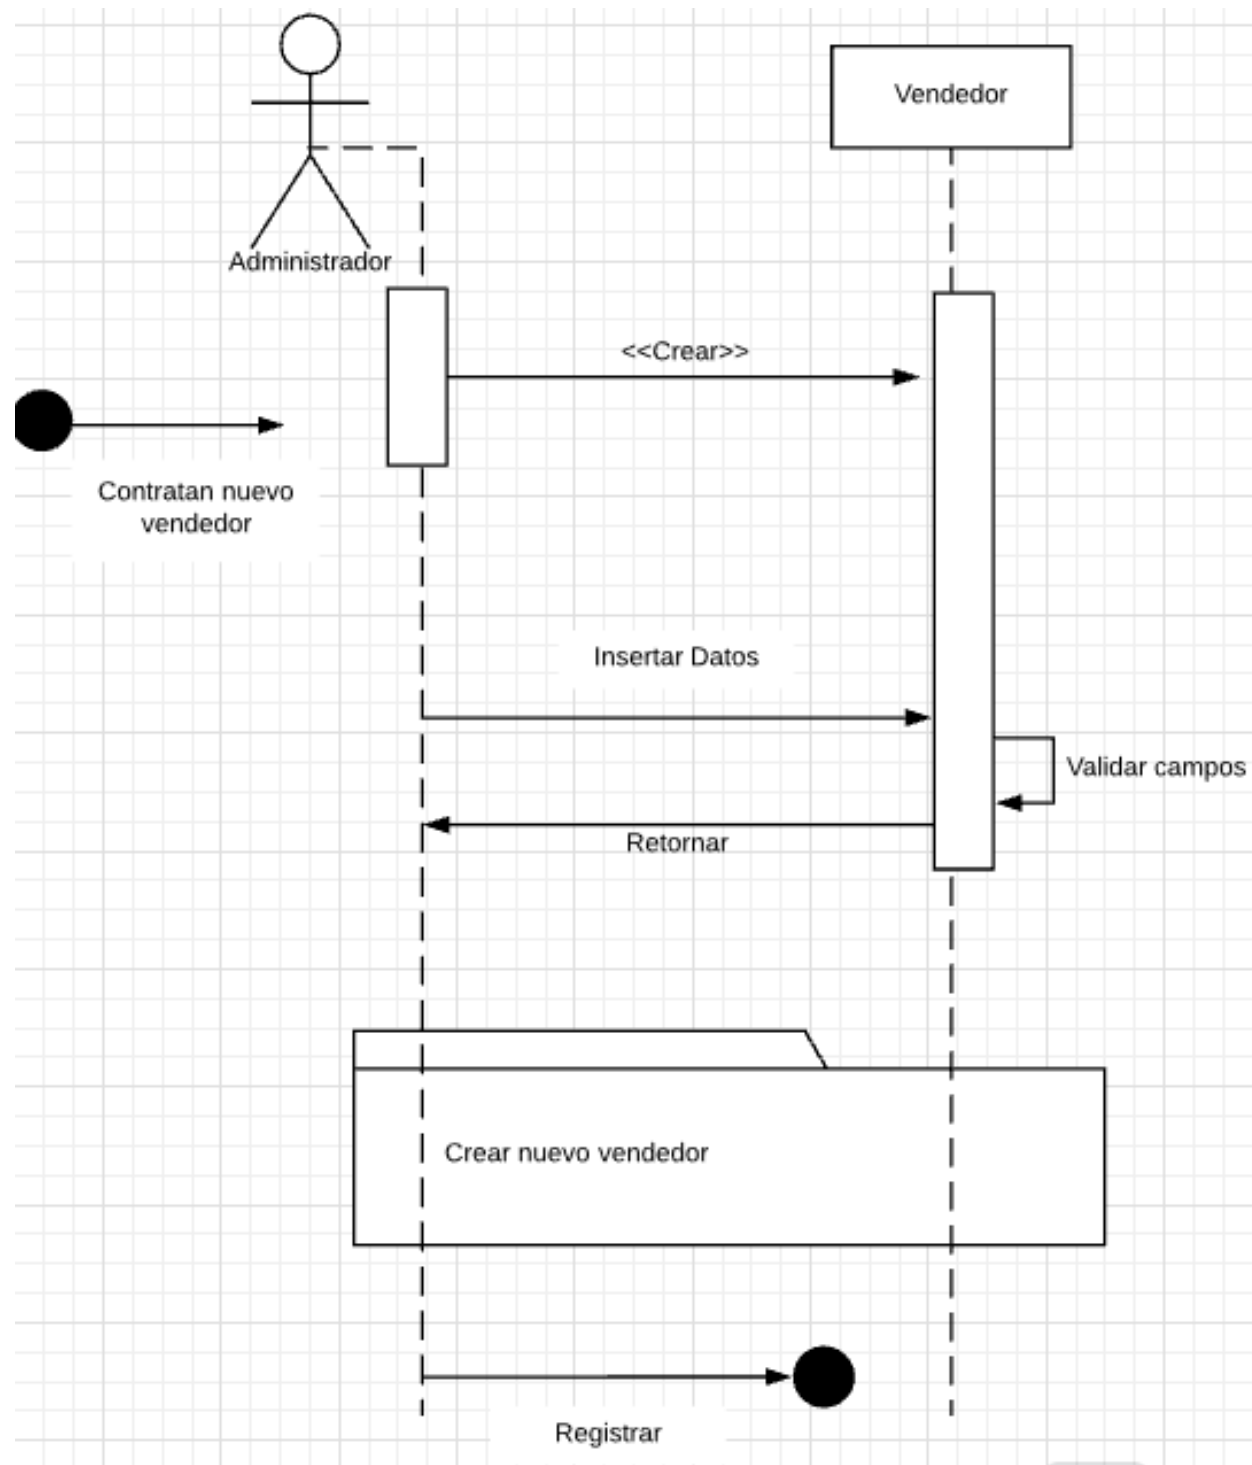 Vendedor
Administrador
<<Crear>>
Contratan nuevo
vendedor
Insertar Datos
Validar campos
Retornar
Crear nuevo vendedor
Registrar